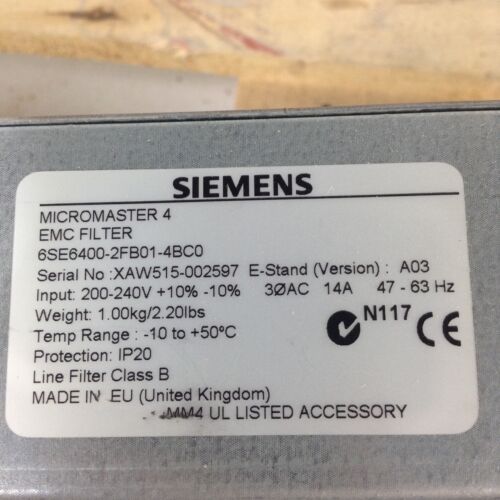 SIEMENS
MICROMASTER 4
EMC FILTER
6SE6400-2FB01-4BC0
Serial No :XAW515-002597 E-Stand (Version) : A03
Input: 200-240V +10% -10% 3ØAC 14A 47 - 63 Hz
Weight: 1.00kg/2.20lbs
N117 CE
Temp Range : -10 to +50°C
Protection: IP20
Line Filter Class B
MADE IN EU (United Kingdom)
MM4 UL LISTED ACCESSORY